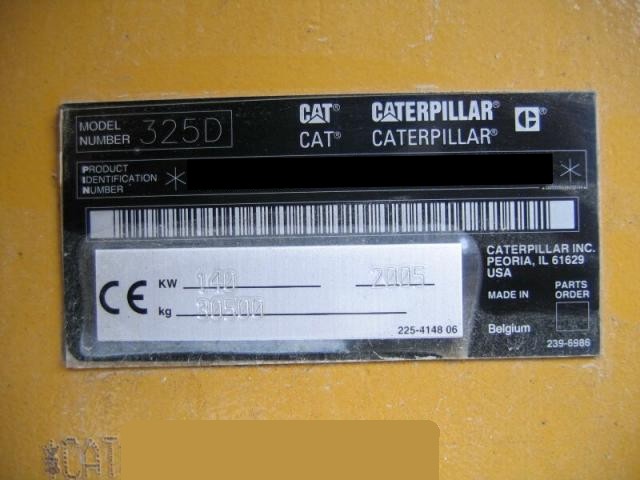 MODEL NUMBER 325D
CAT® CATERPILLAR®
CAT® CATERPILLAR®
PRODUCT IDENTIFICATION NUMBER * *
CATERPILLAR INC.
PEORIA, IL 61629
USA
MADE IN PARTS ORDER
Belgium
239-6986
CE KW 140 2005
kg 30500
225-4148 06
*CAT